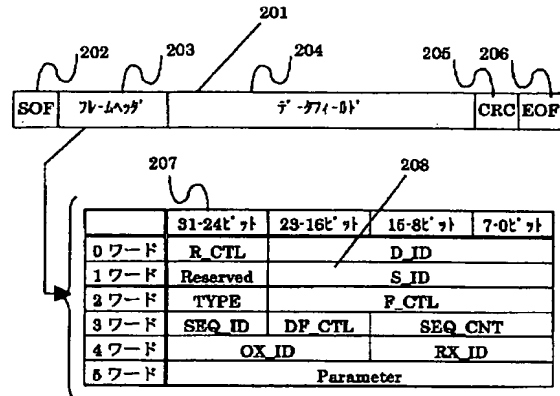 201
202 203 204 205 206
SOF ﾌﾚｰﾑﾍｯﾀﾞ ﾃﾞｰﾀﾌｨｰﾙﾄﾞ CRC EOF
207 208
31-24ﾋﾞｯﾄ 23-16ﾋﾞｯﾄ 15-8ﾋﾞｯﾄ 7-0ﾋﾞｯﾄ
0 ワード R_CTL D_ID
1 ワード Reserved S_ID
2 ワード TYPE F_CTL
3 ワード SEQ_ID DF_CTL SEQ_CNT
4 ワード OX_ID RX_ID
5 ワード Parameter